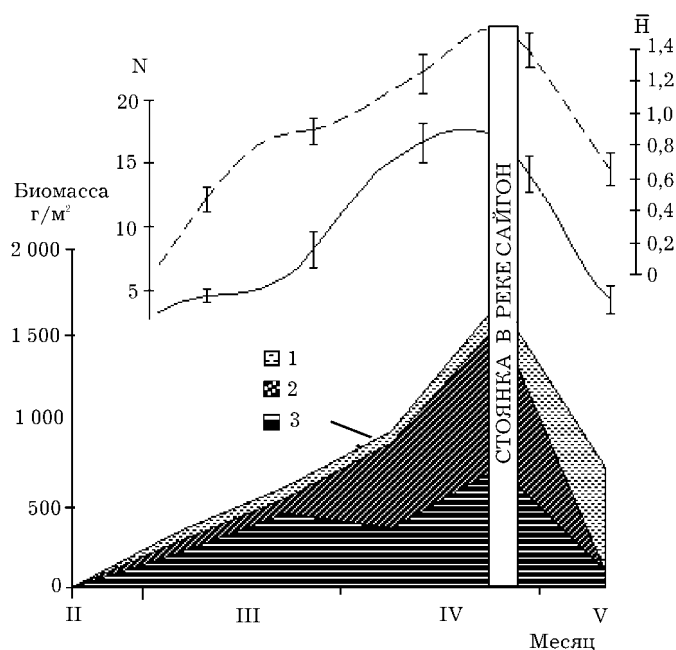 H̅
N
1,4
1,2
1,0
0,8
0,6
0,4
0,2
0
20
15
10
5
Биомасса
г/м²
2 000
1 500
1 000
500
0
1
2
3
СТОЯНКА В РЕКЕ САЙГОН
II
III
IV
V
Месяц